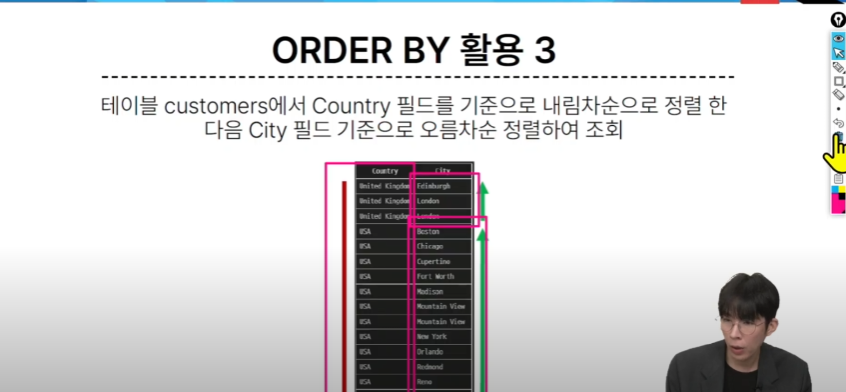 ORDER BY 활용 3
테이블 customers에서 Country 필드를 기준으로 내림차순으로 정렬 한
다음 City 필드 기준으로 오름차순 정렬하여 조회
Country City
United Kingdom Edinburgh
United Kingdom London
United Kingdom London
USA Boston
USA Chicago
USA Cupertino
USA Fort Worth
USA Madison
USA Mountain View
USA Mountain View
USA New York
USA Orlando
USA Redmond
USA Reno